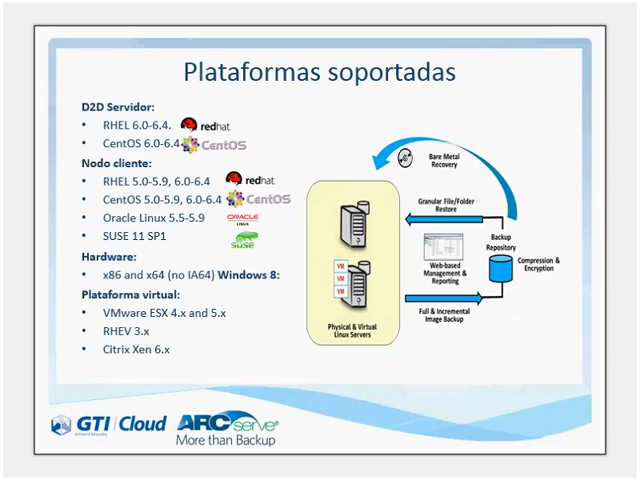 Plataformas soportadas
D2D Servidor:
• RHEL 6.0-6.4.
redhat.
• CentOS 6.0-6.4
CentOS
Nodo cliente:
• RHEL 5.0-5.9, 6.0-6.4
redhat.
• CentOS 5.0-5.9, 6.0-6.4
CentOS
• Oracle Linux 5.5-5.9
ORACLE
LINUX
• SUSE 11 SP1
SUSE
Hardware:
• x86 and x64 (no IA64) Windows 8:
Plataforma virtual:
• VMware ESX 4.x and 5.x
• RHEV 3.x
• Citrix Xen 6.x
Bare Metal
Recovery
Granular File/Folder
Restore
Backup
Repository
Web-based
Management &
Reporting
Compression &
Encryption
VM
VM
VM
Full & Incremental
Image Backup
Physical & Virtual
Linux Servers
GTI Cloud
ARCserve®
More than Backup